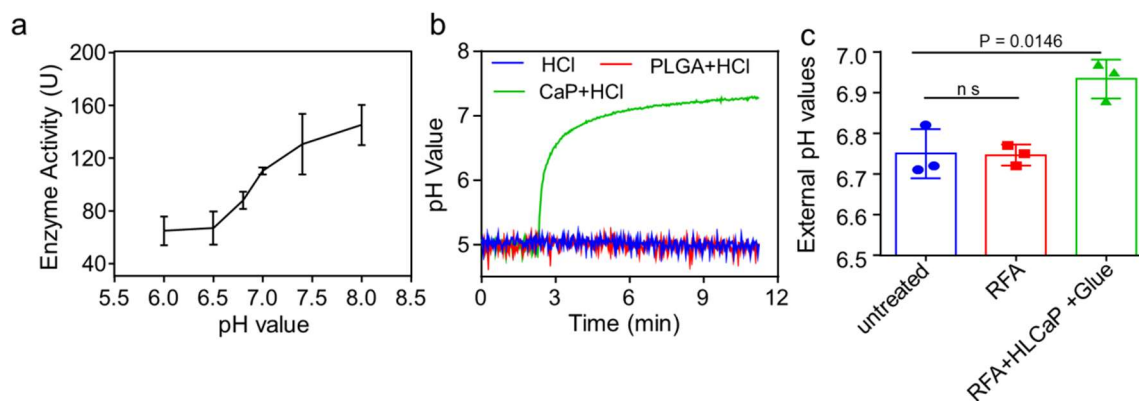 a
200
160
120
80
40
Enzyme Activity (U)
5.5 6.0 6.5 7.0 7.5 8.0 8.5
pH value
b
8
7
6
5
pH Value
HCl PLGA+HCl
CaP+HCl
0 3 6 9 12
Time (min)
c
P = 0.0146
n s
7.0
6.9
6.8
6.7
6.6
6.5
External pH values
untreated
RFA
RFA+HLCaP +Glue